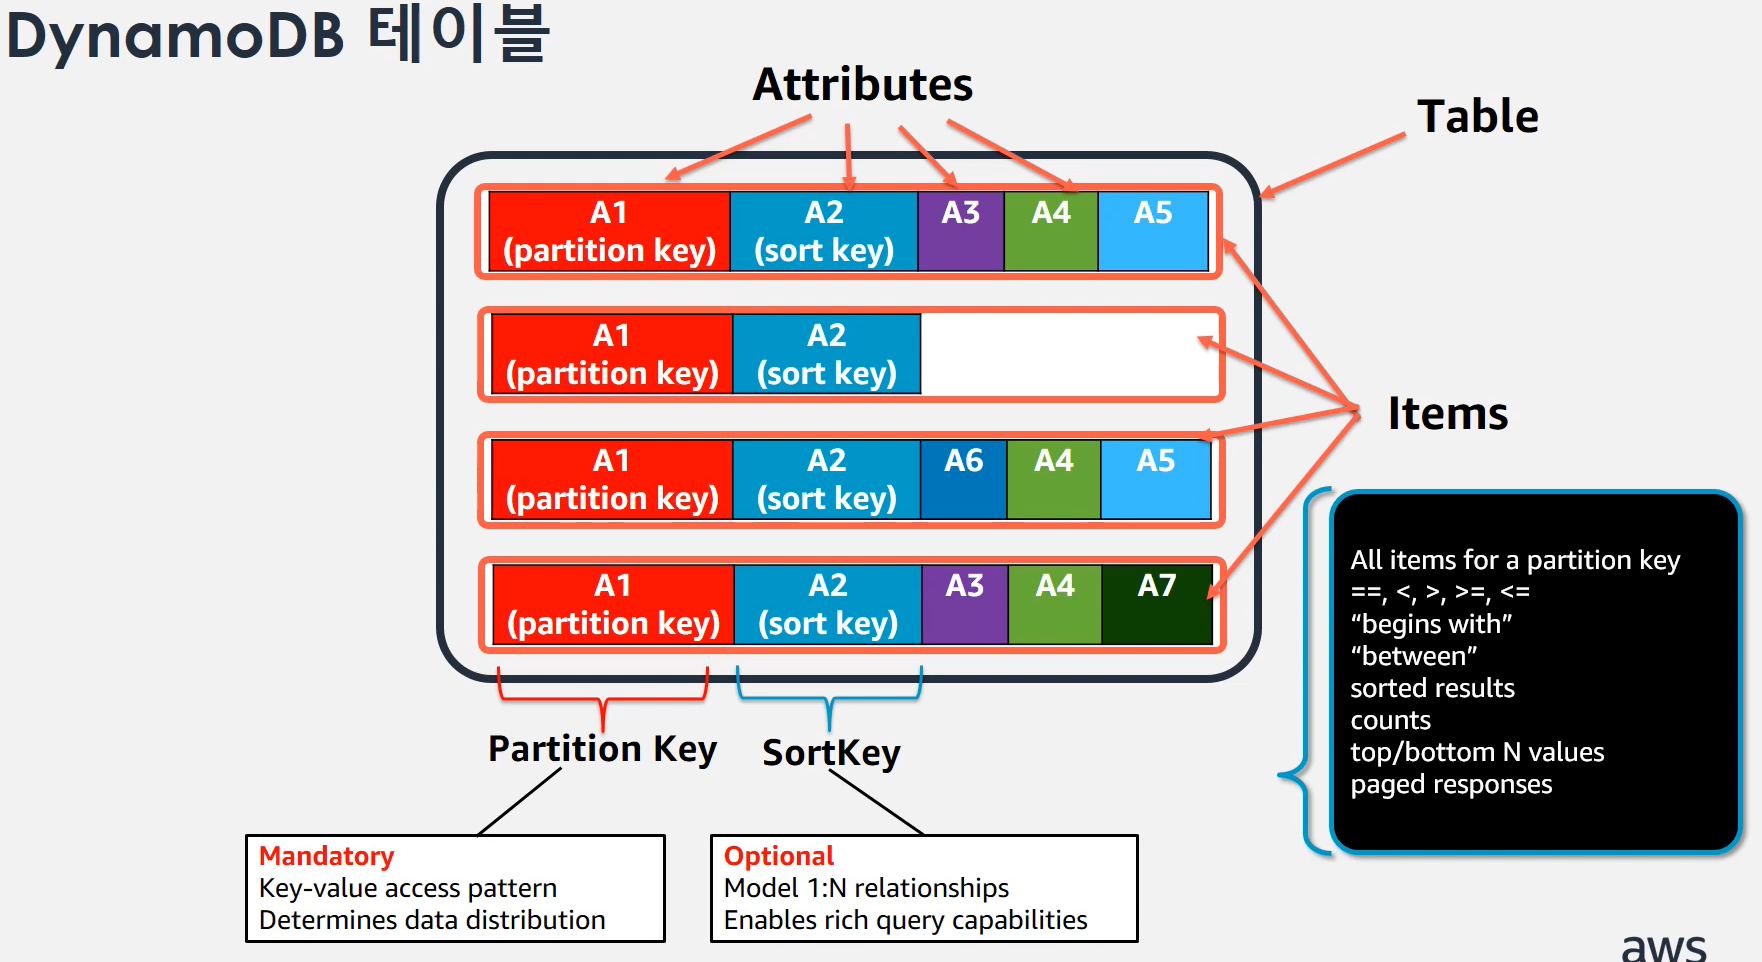 DynamoDB 테이블
Attributes
Table
A1
(partition key)
A2
(sort key)
A3
A4
A5
A1
(partition key)
A2
(sort key)
Items
A1
(partition key)
A2
(sort key)
A6
A4
A5
A1
(partition key)
A2
(sort key)
A3
A4
A7
All items for a partition key
==, <, >, >=, <=
“begins with”
“between”
sorted results
counts
top/bottom N values
paged responses
Partition Key
SortKey
Mandatory
Key-value access pattern
Determines data distribution
Optional
Model 1:N relationships
Enables rich query capabilities
aws